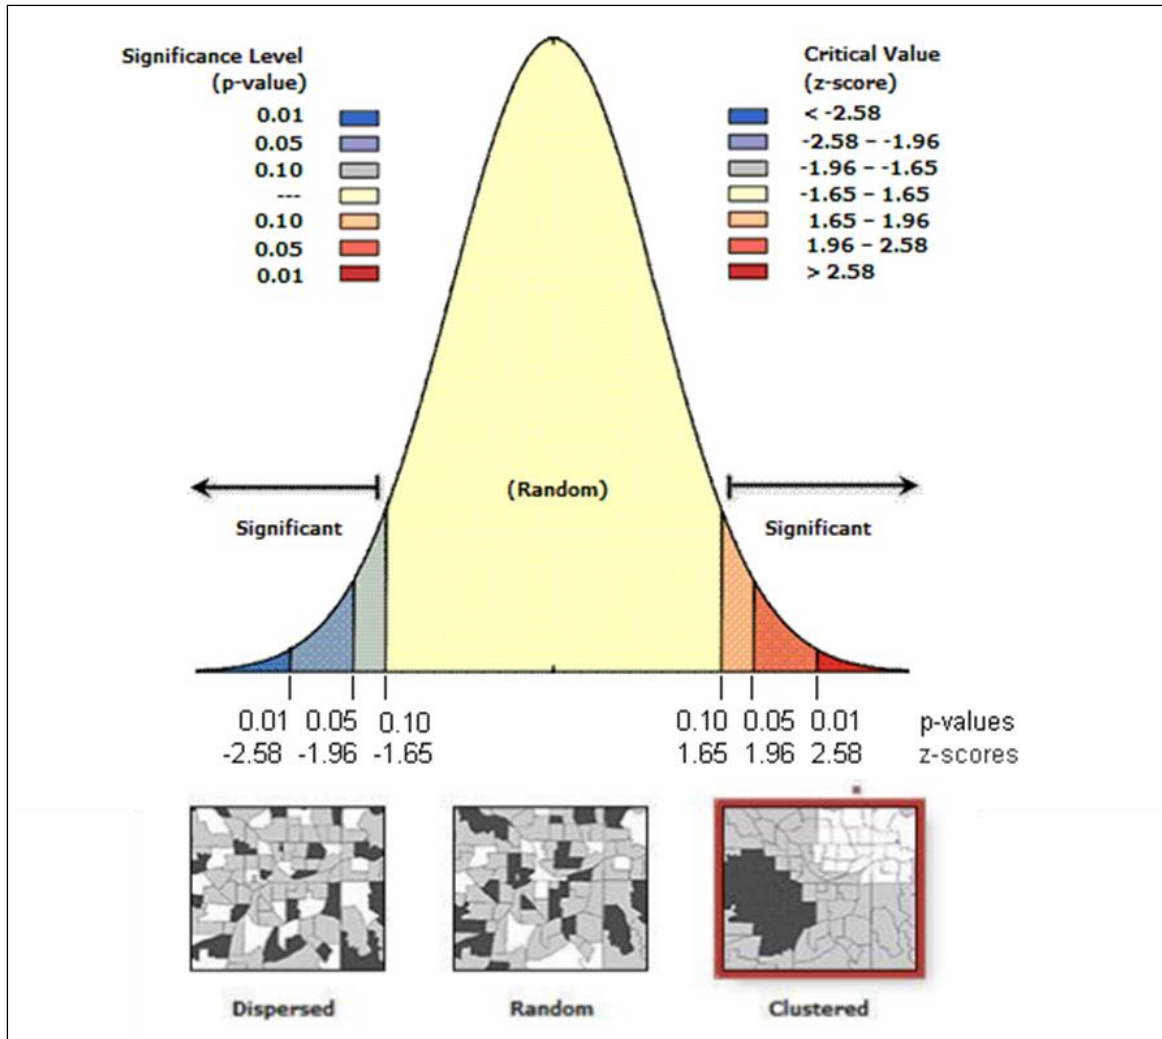 Significance Level
(p-value)
0.01
0.05
0.10
---
0.10
0.05
0.01
Critical Value
(z-score)
< -2.58
-2.58 – -1.96
-1.96 – -1.65
-1.65 – 1.65
1.65 – 1.96
1.96 – 2.58
> 2.58
(Random)
Significant
Significant
0.01 0.05 0.10 0.10 0.05 0.01 p-values
-2.58 -1.96 -1.65 1.65 1.96 2.58 z-scores
Dispersed
Random
Clustered